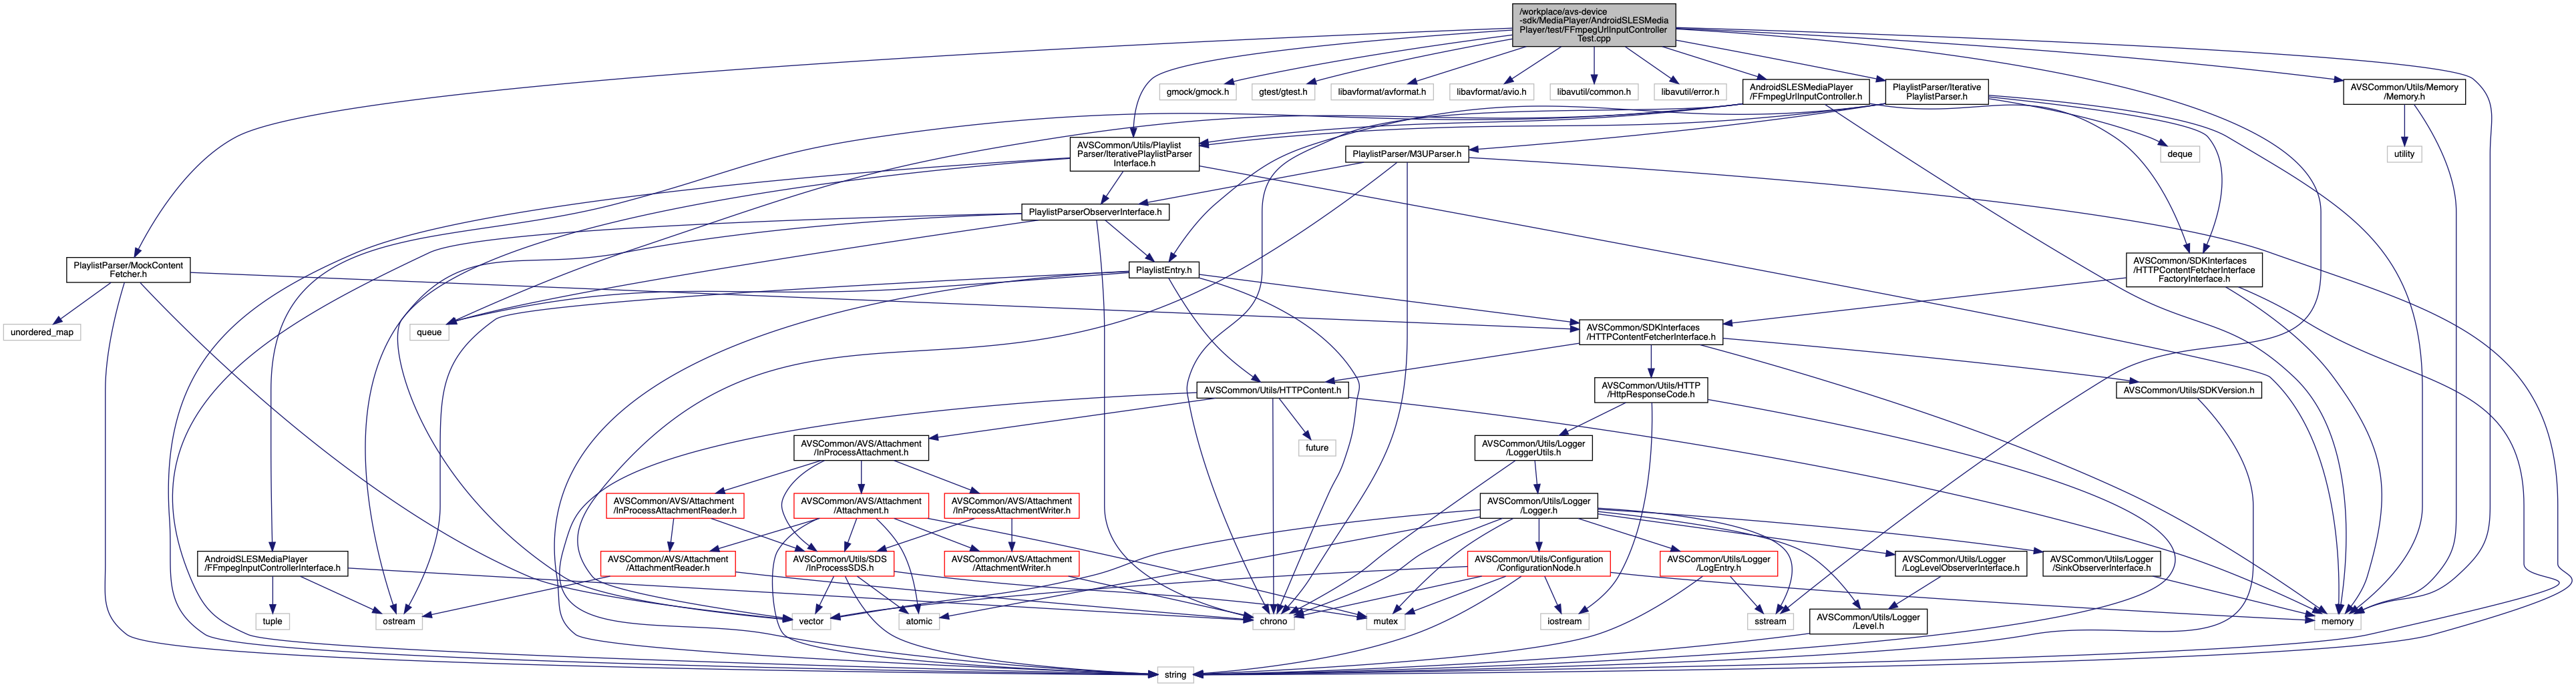 /workplace/avs-device
-sdk/MediaPlayer/AndroidSLESMedia
Player/test/FFmpegUrlInputController
Test.cpp
gmock/gmock.h
gtest/gtest.h
libavformat/avformat.h
libavformat/avio.h
libavutil/common.h
libavutil/error.h
AndroidSLESMediaPlayer
/FFmpegUrlInputController.h
PlaylistParser/Iterative
PlaylistParser.h
AVSCommon/Utils/Memory
/Memory.h
AVSCommon/Utils/Playlist
Parser/IterativePlaylistParser
Interface.h
PlaylistParser/M3UParser.h
deque
utility
PlaylistParserObserverInterface.h
PlaylistParser/MockContent
Fetcher.h
PlaylistEntry.h
AVSCommon/SDKInterfaces
/HTTPContentFetcherInterface
FactoryInterface.h
unordered_map
queue
AVSCommon/SDKInterfaces
/HTTPContentFetcherInterface.h
AVSCommon/Utils/HTTPContent.h
AVSCommon/Utils/HTTP
/HttpResponseCode.h
AVSCommon/Utils/SDKVersion.h
AVSCommon/AVS/Attachment
/InProcessAttachment.h
future
AVSCommon/Utils/Logger
/LoggerUtils.h
AVSCommon/AVS/Attachment
/InProcessAttachmentReader.h
AVSCommon/AVS/Attachment
/Attachment.h
AVSCommon/AVS/Attachment
/InProcessAttachmentWriter.h
AVSCommon/Utils/Logger
/Logger.h
AndroidSLESMediaPlayer
/FFmpegInputControllerInterface.h
AVSCommon/AVS/Attachment
/AttachmentReader.h
AVSCommon/Utils/SDS
/InProcessSDS.h
AVSCommon/AVS/Attachment
/AttachmentWriter.h
AVSCommon/Utils/Configuration
/ConfigurationNode.h
AVSCommon/Utils/Logger
/LogEntry.h
AVSCommon/Utils/Logger
/LogLevelObserverInterface.h
AVSCommon/Utils/Logger
/SinkObserverInterface.h
tuple
ostream
vector
atomic
chrono
mutex
iostream
sstream
AVSCommon/Utils/Logger
/Level.h
memory
string